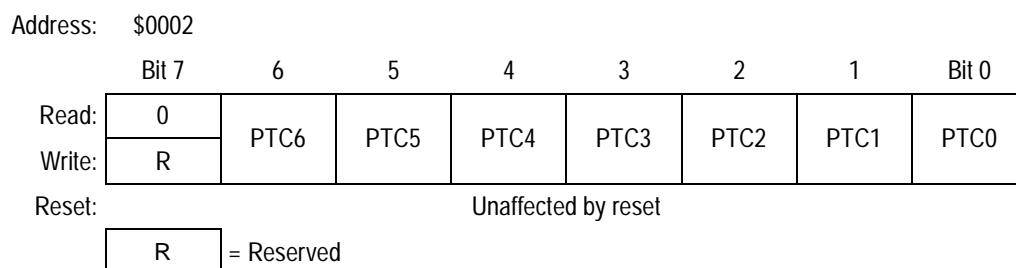 Address: $0002
Bit 7 6 5 4 3 2 1 Bit 0
Read: 0 PTC6 PTC5 PTC4 PTC3 PTC2 PTC1 PTC0
Write: R
Reset: Unaffected by reset
R = Reserved